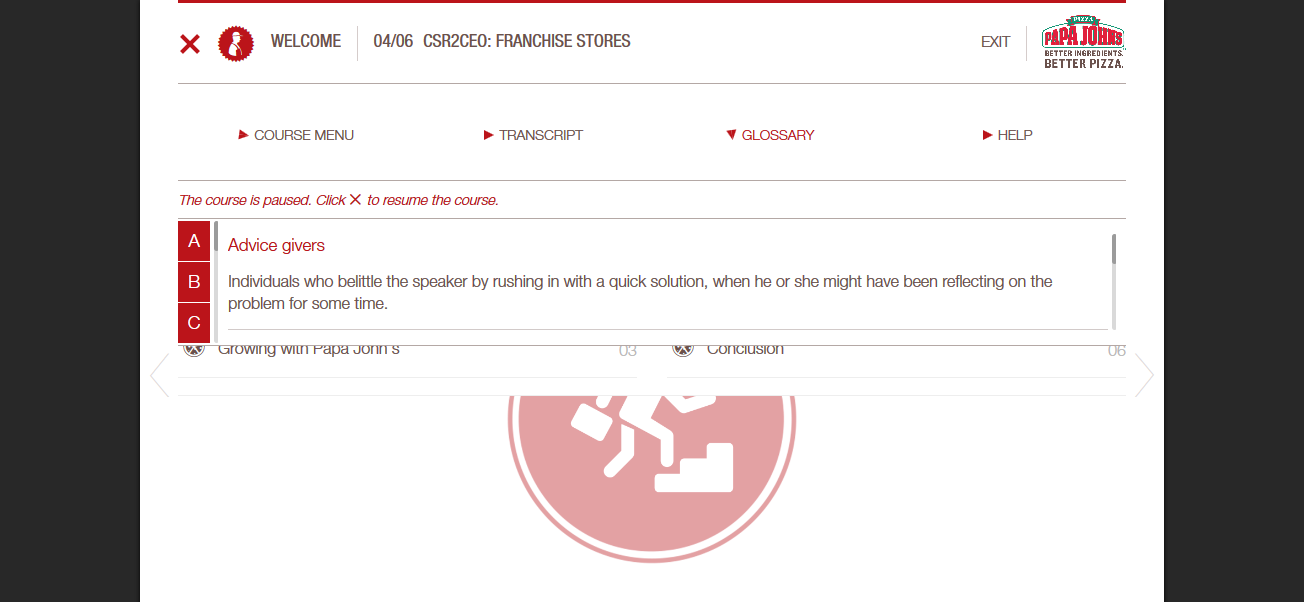 WELCOME
04/06 CSR2CEO: FRANCHISE STORES
EXIT
PIZZA
PAPA JOHNS
BETTER INGREDIENTS.
BETTER PIZZA.
COURSE MENU
TRANSCRIPT
GLOSSARY
HELP
The course is paused. Click X to resume the course.
A
B
C
Advice givers
Individuals who belittle the speaker by rushing in with a quick solution, when he or she might have been reflecting on the
problem for some time.
Growing with Papa John's
03
Conclusion
06